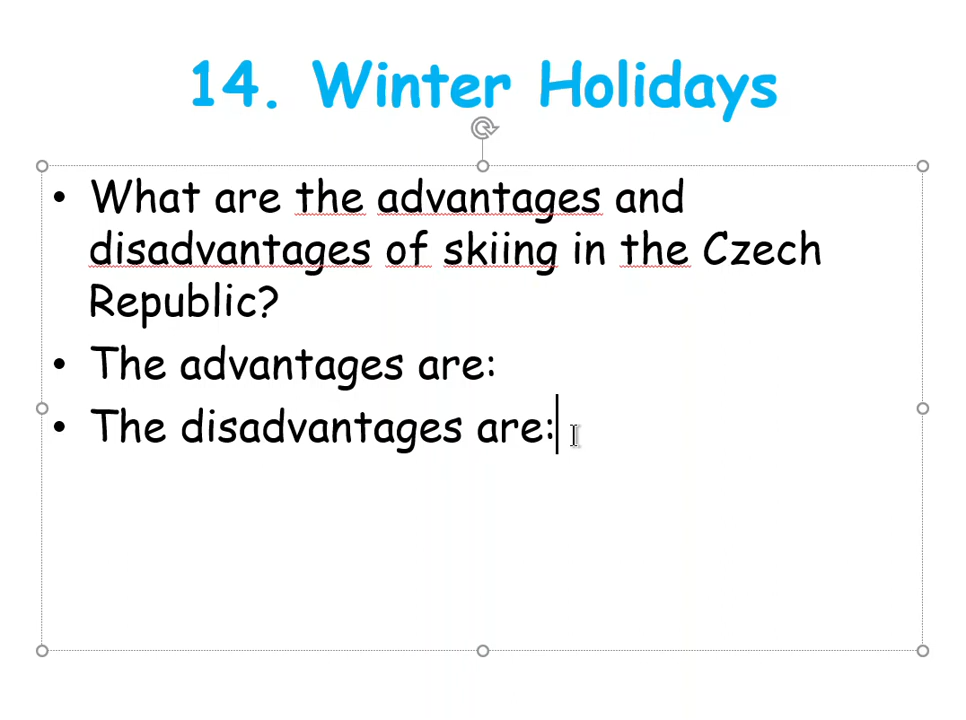 14. Winter Holidays
• What are the advantages and
disadvantages of skiing in the Czech
Republic?
• The advantages are:
• The disadvantages are: